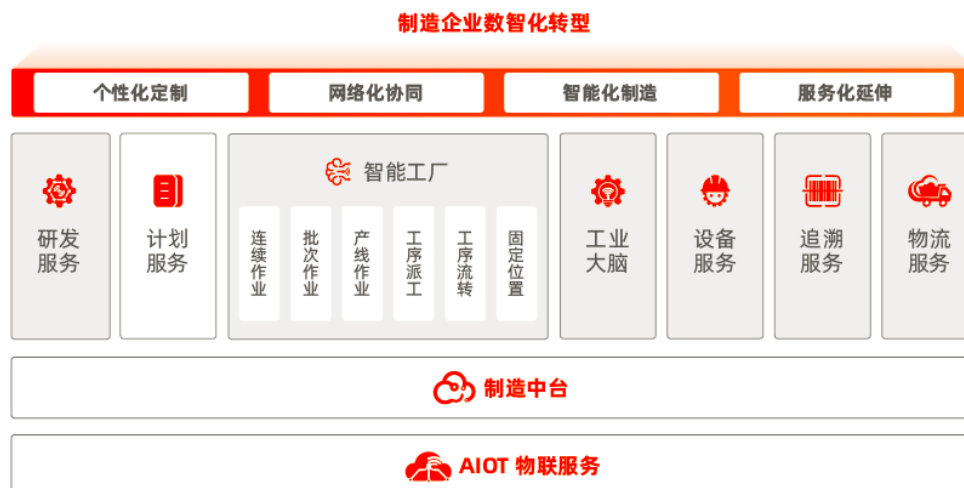 制造企业数智化转型
个性化定制
网络化协同
智能化制造
服务化延伸
研发
服务
计划
服务
智能工厂
连续作业
批次作业
产线作业
工序派工
工序流转
固定位置
工业
大脑
设备
服务
追溯
服务
物流
服务
制造中台
AIOT 物联服务